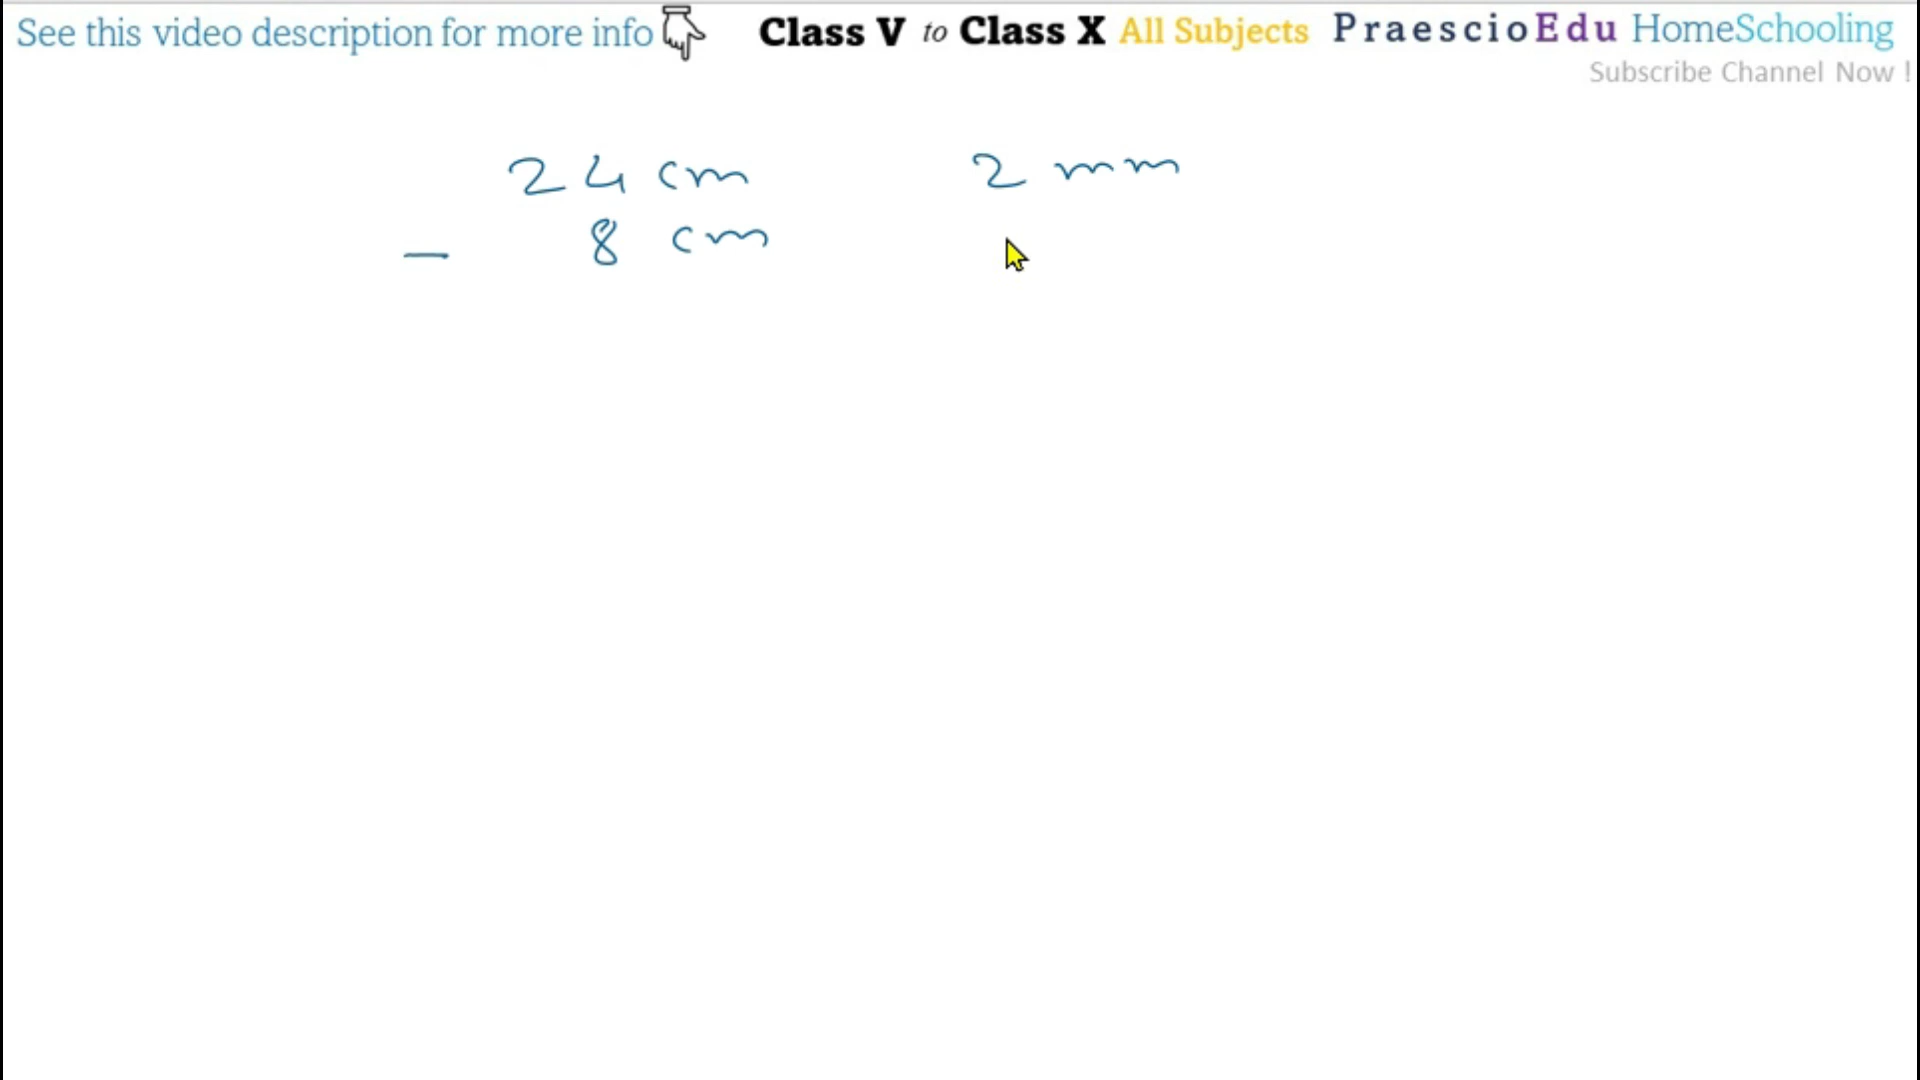 See this video description for more info Class V to Class X All Subjects PraescioEdu HomeSchooling
Subscribe Channel Now !
24 cm 2 mm
- 8 cm